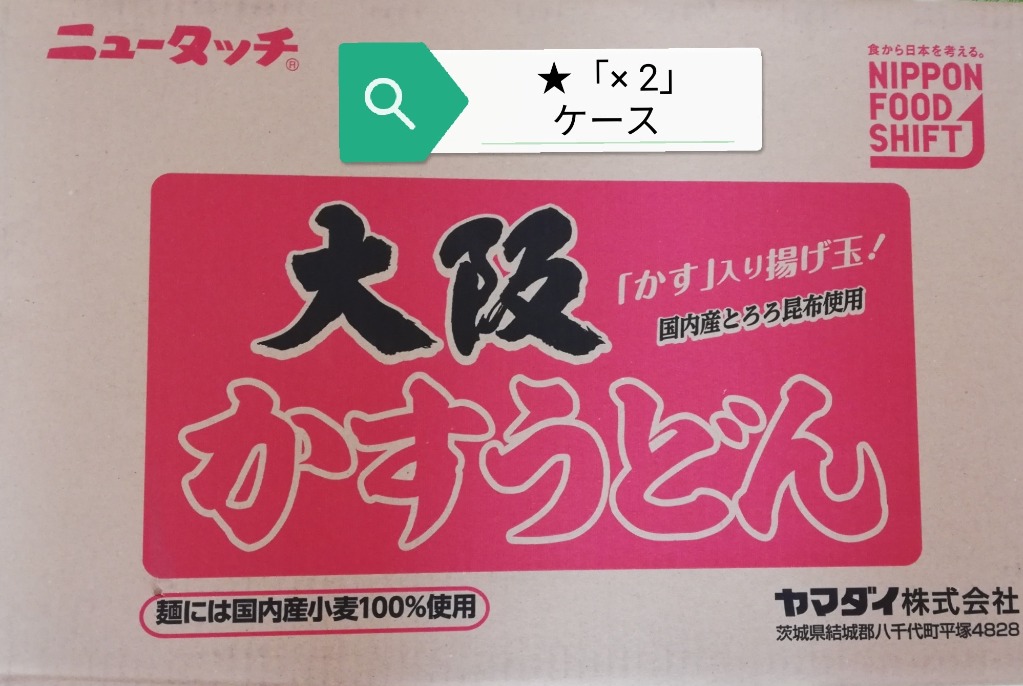 ニュータッチ®
★「×2」
ケース
食から日本を考える。
NIPPON
FOOD
SHIFT
大阪
「かす」入り揚げ玉!
国内産とろろ昆布使用
かすうどん
麺には国内産小麦100%使用
ヤマダイ株式会社
茨城県結城郡八千代町平塚4828